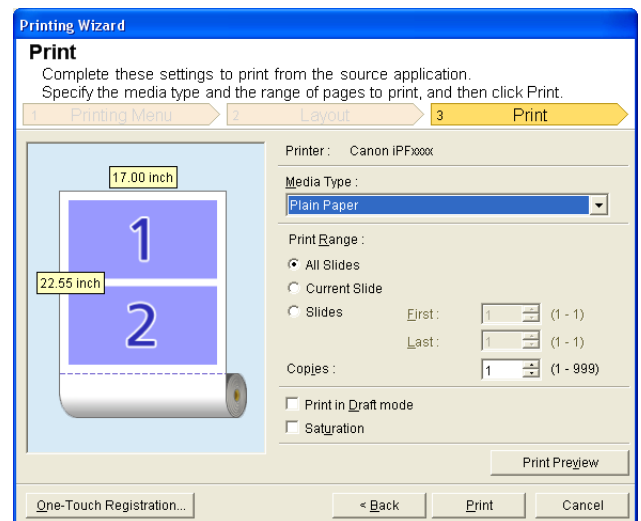 Printing Wizard
Print
Complete these settings to print from the source application.
Specify the media type and the range of pages to print, and then click Print.
1 Printing Menu 2 Layout 3 Print
Printer : Canon iPFxxxx
17.00 inch
22.55 inch
1
2
Media Type :
Plain Paper
Print Range :
All Slides
Current Slide
Slides First : 1 (1 - 1)
Last : 1 (1 - 1)
Copies : 1 (1 - 999)
Print in Draft mode
Saturation
Print Preview
One-Touch Registration... < Back Print Cancel